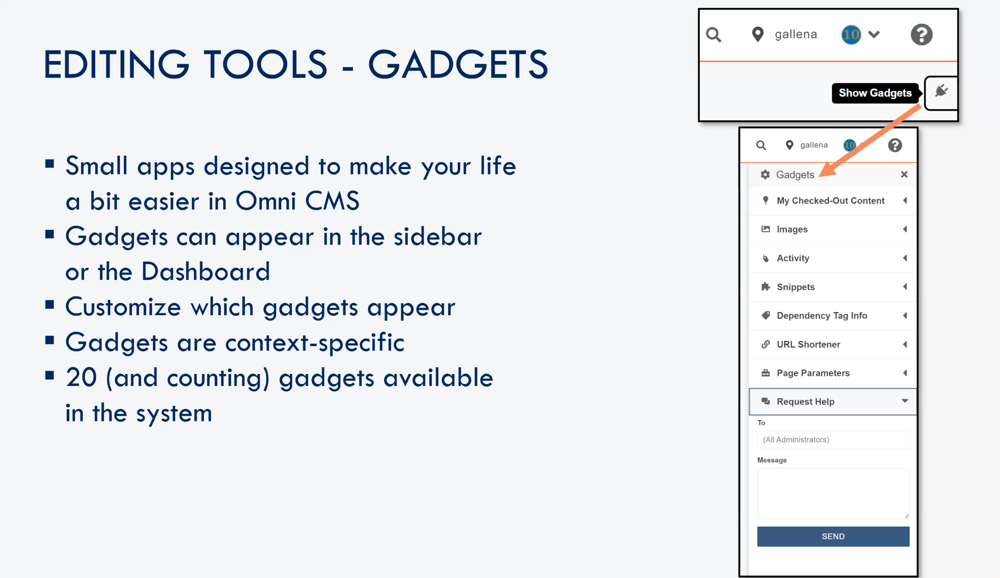 EDITING TOOLS - GADGETS
▪ Small apps designed to make your life
a bit easier in Omni CMS
▪ Gadgets can appear in the sidebar
or the Dashboard
▪ Customize which gadgets appear
▪ Gadgets are context-specific
▪ 20 (and counting) gadgets available
in the system
gallena 10 ?
Show Gadgets
gallena 10 ?
Gadgets
My Checked-Out Content
Images
Activity
Snippets
Dependency Tag Info
URL Shortener
Page Parameters
Request Help
To
(All Administrators)
Message
SEND